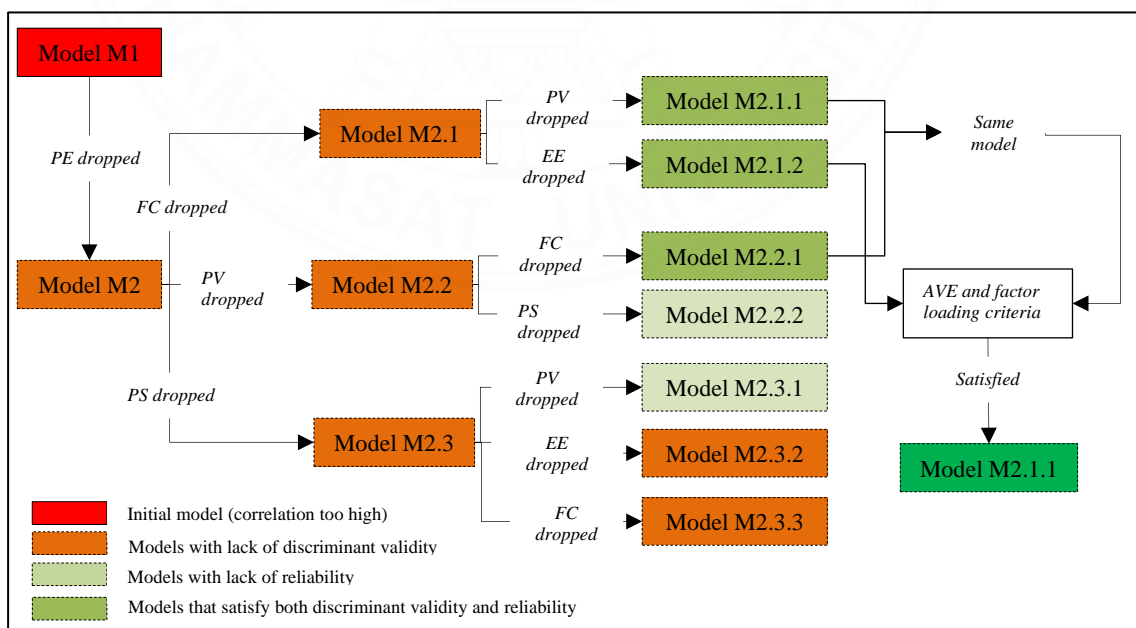 Model M1
PE dropped
FC dropped
Model M2
PV
dropped
PS dropped
Model M2.1
Model M2.2
Model M2.3
PV
dropped
EE
dropped
FC
dropped
PS
dropped
PV
dropped
EE
dropped
FC
dropped
Model M2.1.1
Model M2.1.2
Model M2.2.1
Model M2.2.2
Model M2.3.1
Model M2.3.2
Model M2.3.3
Same
model
AVE and factor
loading criteria
Satisfied
Model M2.1.1
Initial model (correlation too high)
Models with lack of discriminant validity
Models with lack of reliability
Models that satisfy both discriminant validity and reliability